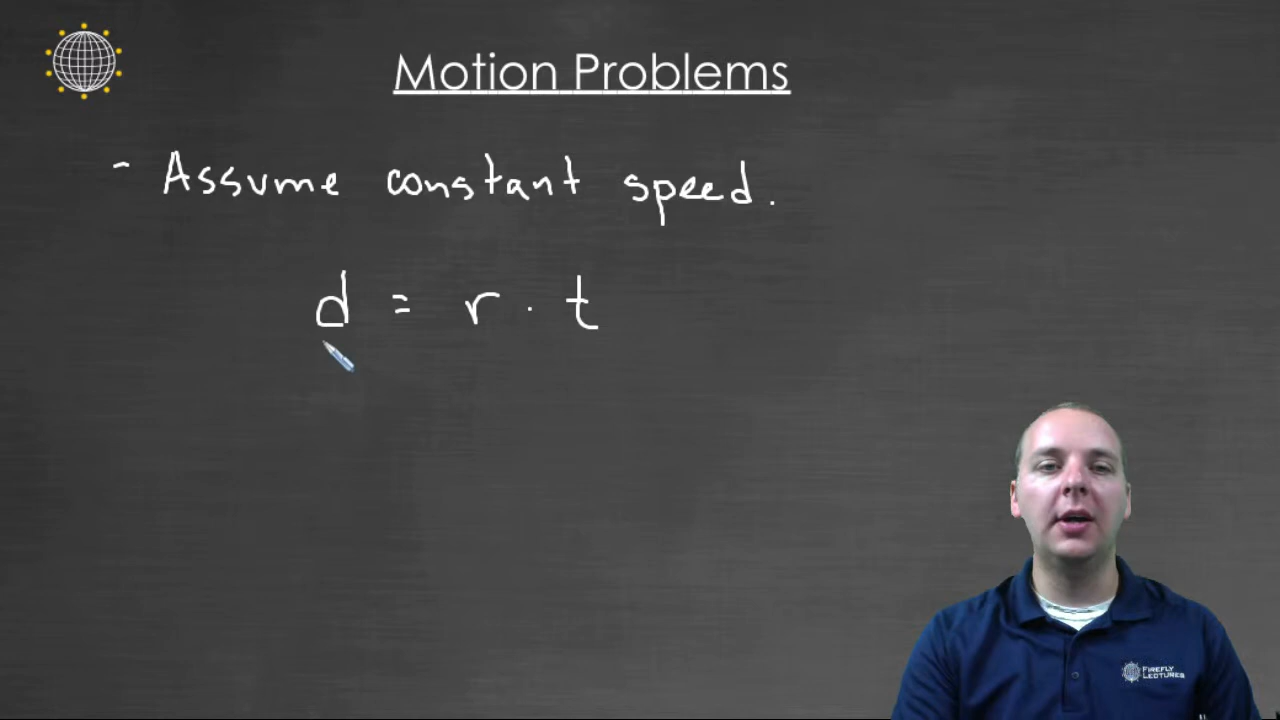 Motion Problems
- Assume constant speed.
d = r · t
FIREFLY
LECTURES